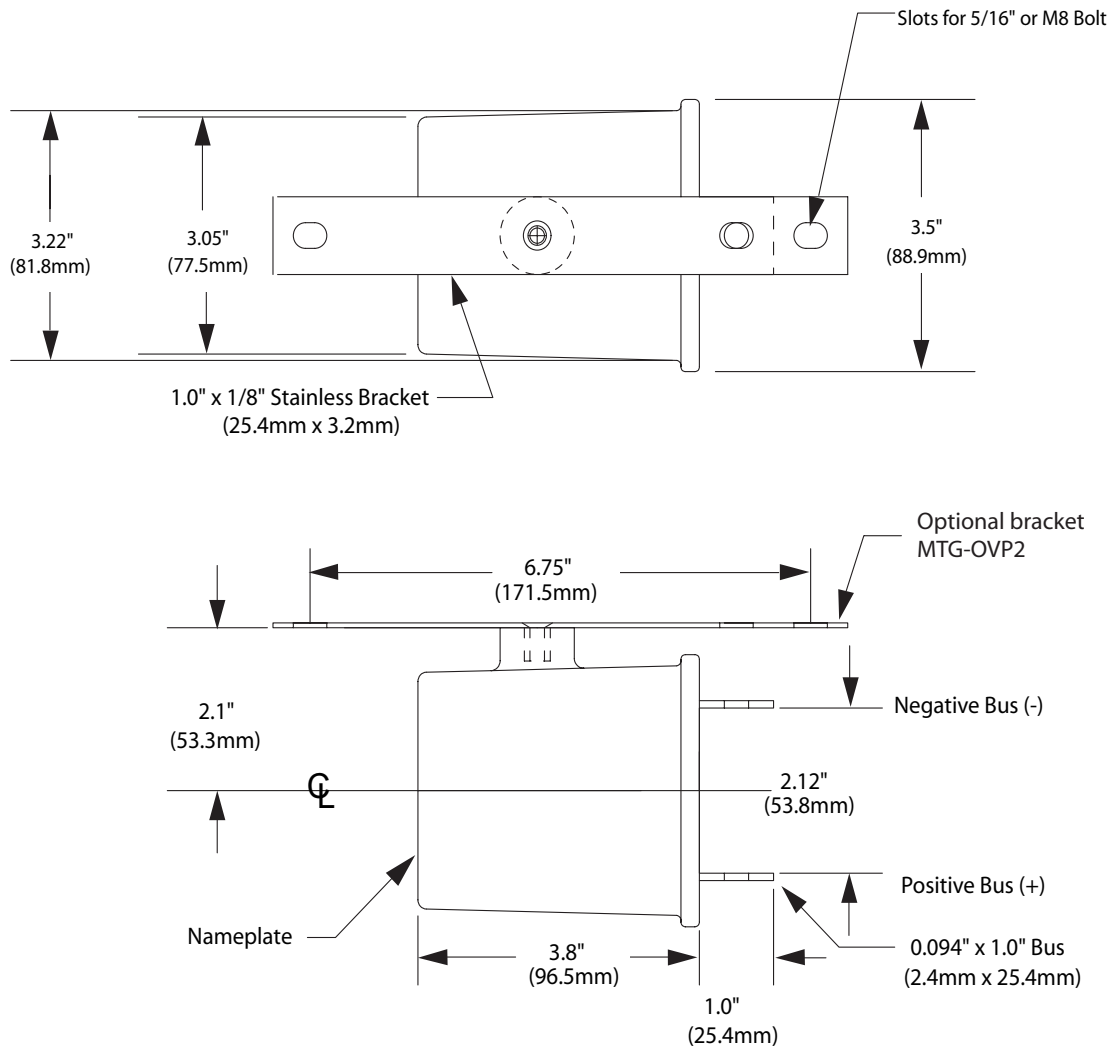 Slots for 5/16" or M8 Bolt
3.22"
(81.8mm)
3.05"
(77.5mm)
3.5"
(88.9mm)
1.0" x 1/8" Stainless Bracket
(25.4mm x 3.2mm)
Optional bracket
MTG-OVP2
6.75"
(171.5mm)
Negative Bus (-)
2.1"
(53.3mm)
℄
2.12"
(53.8mm)
Positive Bus (+)
Nameplate
3.8"
(96.5mm)
0.094" x 1.0" Bus
(2.4mm x 25.4mm)
1.0"
(25.4mm)